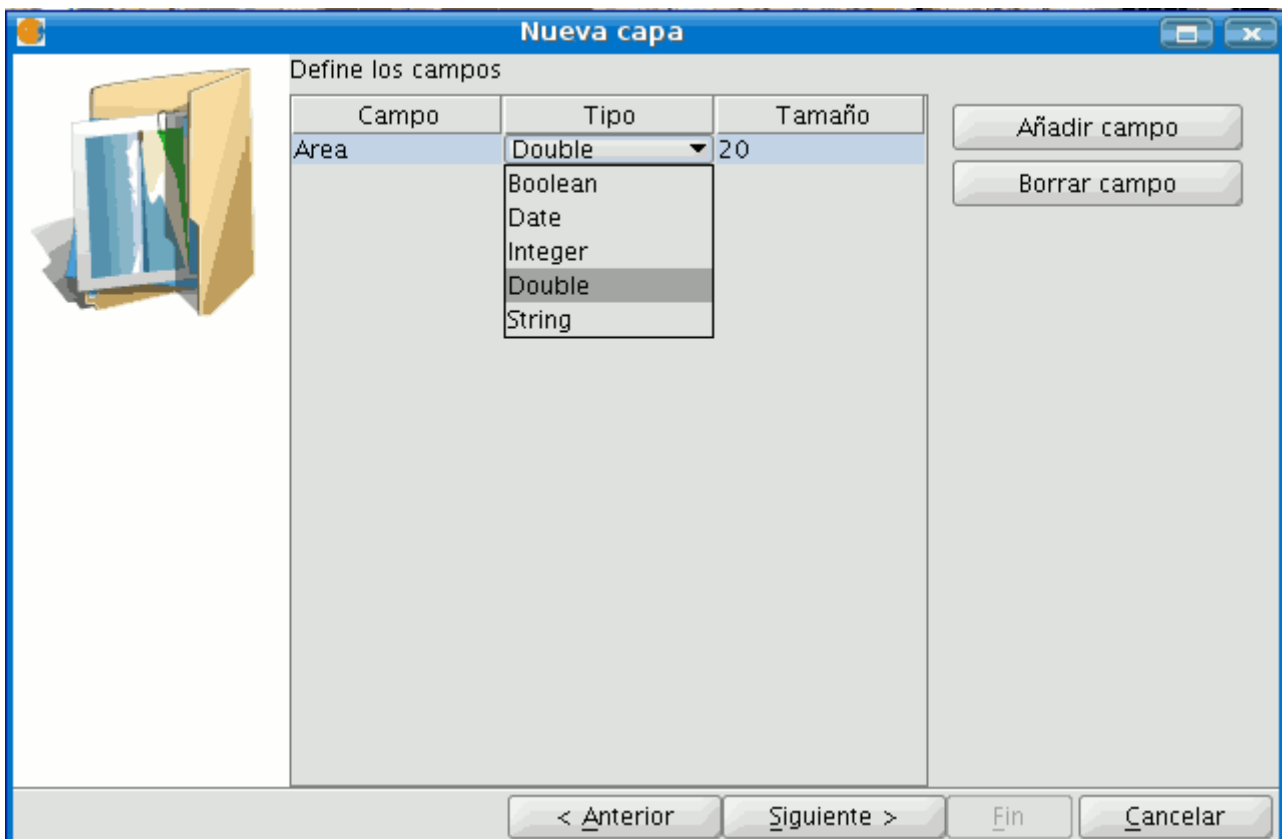 Nueva capa
Define los campos
Campo Tipo Tamaño
Area Double 20
Boolean
Date
Integer
Double
String
Añadir campo
Borrar campo
< Anterior Siguiente > Fin Cancelar